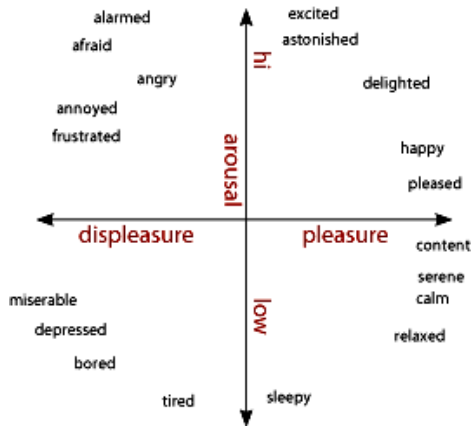 alarmed
excited
afraid
astonished
hi
angry
delighted
annoyed
frustrated
happy
arousal
pleased
displeasure
pleasure
content
serene
miserable
calm
low
depressed
relaxed
bored
tired
sleepy